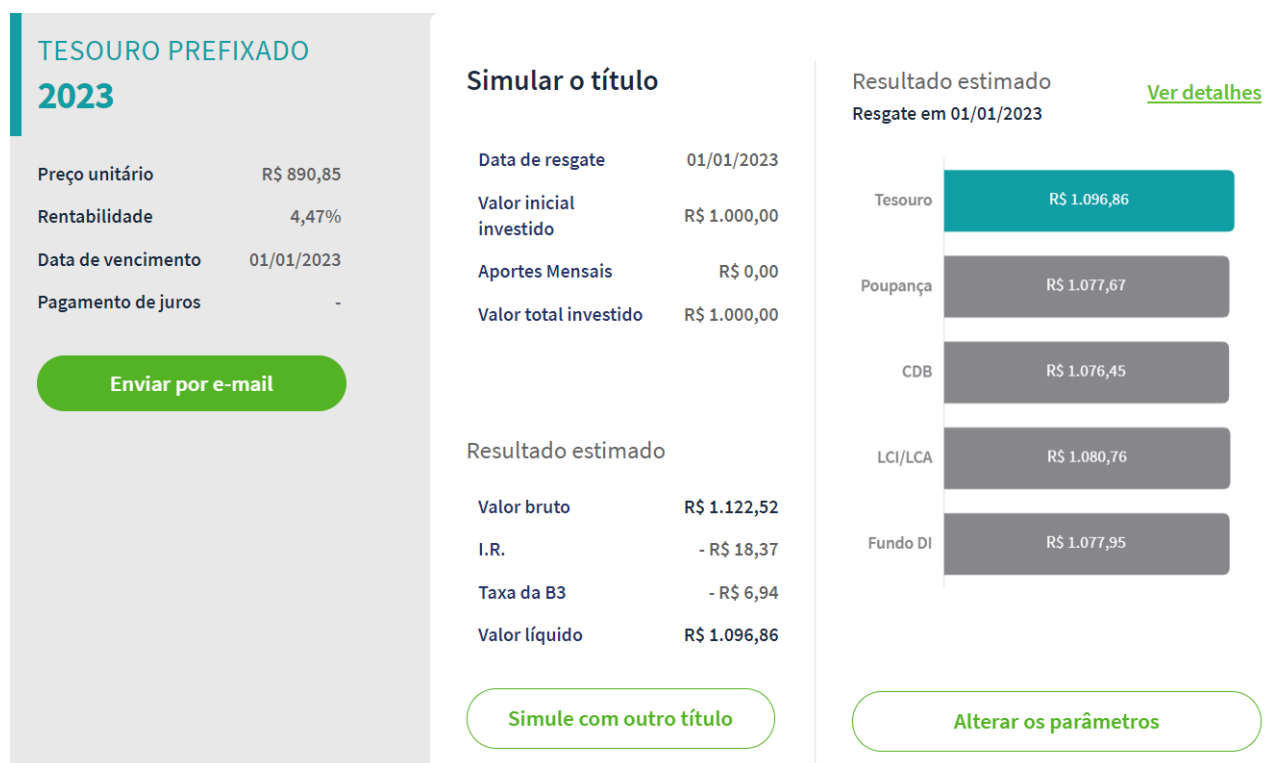 TESOURO PREFIXADO
2023
Preço unitário R$ 890,85
Rentabilidade 4,47%
Data de vencimento 01/01/2023
Pagamento de juros -
Enviar por e-mail
Simular o título
Data de resgate 01/01/2023
Valor inicial
investido R$ 1.000,00
Aportes Mensais R$ 0,00
Valor total investido R$ 1.000,00
Resultado estimado
Valor bruto R$ 1.122,52
I.R. - R$ 18,37
Taxa da B3 - R$ 6,94
Valor líquido R$ 1.096,86
Simule com outro título
Resultado estimado
Ver detalhes
Resgate em 01/01/2023
Tesouro R$ 1.096,86
Poupança R$ 1.077,67
CDB R$ 1.076,45
LCI/LCA R$ 1.080,76
Fundo DI R$ 1.077,95
Alterar os parâmetros